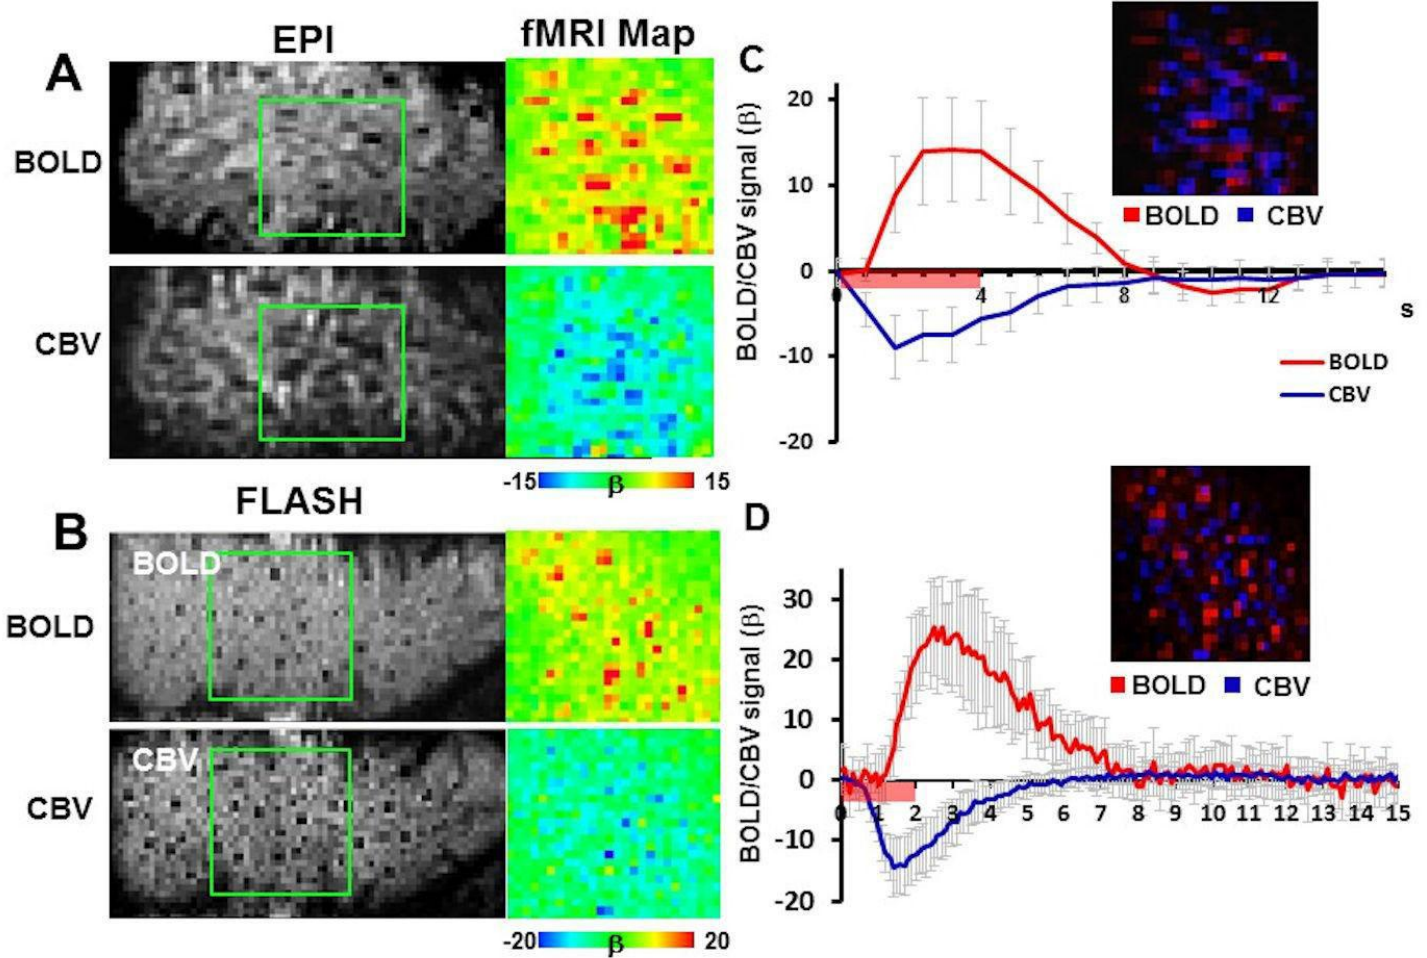 EPI
fMRI Map
A
BOLD
CBV
-15 β 15
FLASH
B
BOLD
BOLD
CBV
CBV
-20 β 20
C
BOLD/CBV signal (β)
20
10
0
-10
-20
0 4 8 12
s
BOLD CBV
BOLD
CBV
D
BOLD/CBV signal (β)
30
20
10
0
-10
-20
0 1 2 3 4 5 6 7 8 9 10 11 12 13 14 15
BOLD CBV